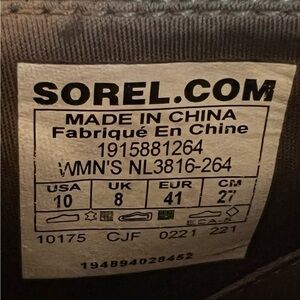 SOREL.COM
MADE IN CHINA
Fabriqué En Chine
1915881264
WMN'S NL3816-264
USA UK EUR CM
10 8 41 27
10175 CJF 0221 221
194894028452